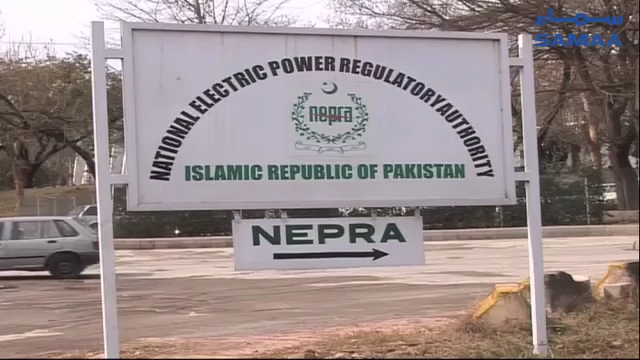 سماء
SAMAA
NATIONAL ELECTRIC POWER REGULATORY AUTHORITY
nepra
ISLAMIC REPUBLIC OF PAKISTAN
NEPRA